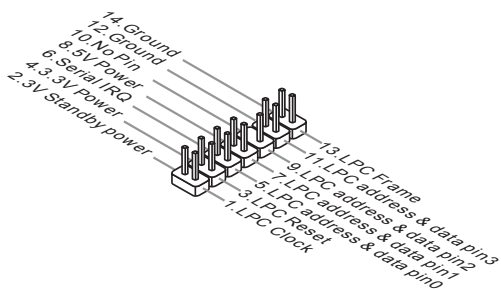 14.Ground
12.Ground
10.No Pin
8.5V Power
6.Serial IRQ
4.3.3V Power
2.3V Standby power
13.LPC Frame
11.LPC address & data pin3
9.LPC address & data pin2
7.LPC address & data pin1
5.LPC address & data pin0
3.LPC Reset
1.LPC Clock